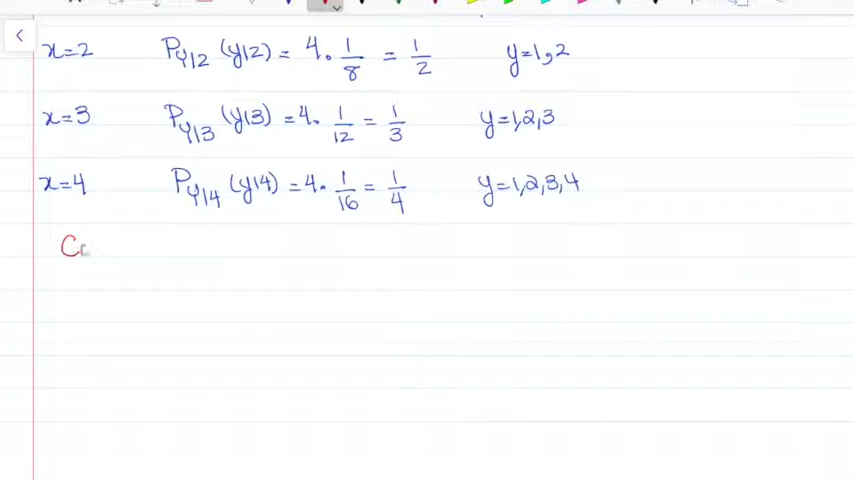 x=2 P_{Y|2} (y|2) = 4 · 1/8 = 1/2 y=1,2
x=3 P_{Y|3} (y|3) = 4 · 1/12 = 1/3 y=1,2,3
x=4 P_{Y|4} (y|4) = 4 · 1/16 = 1/4 y=1,2,3,4
Co